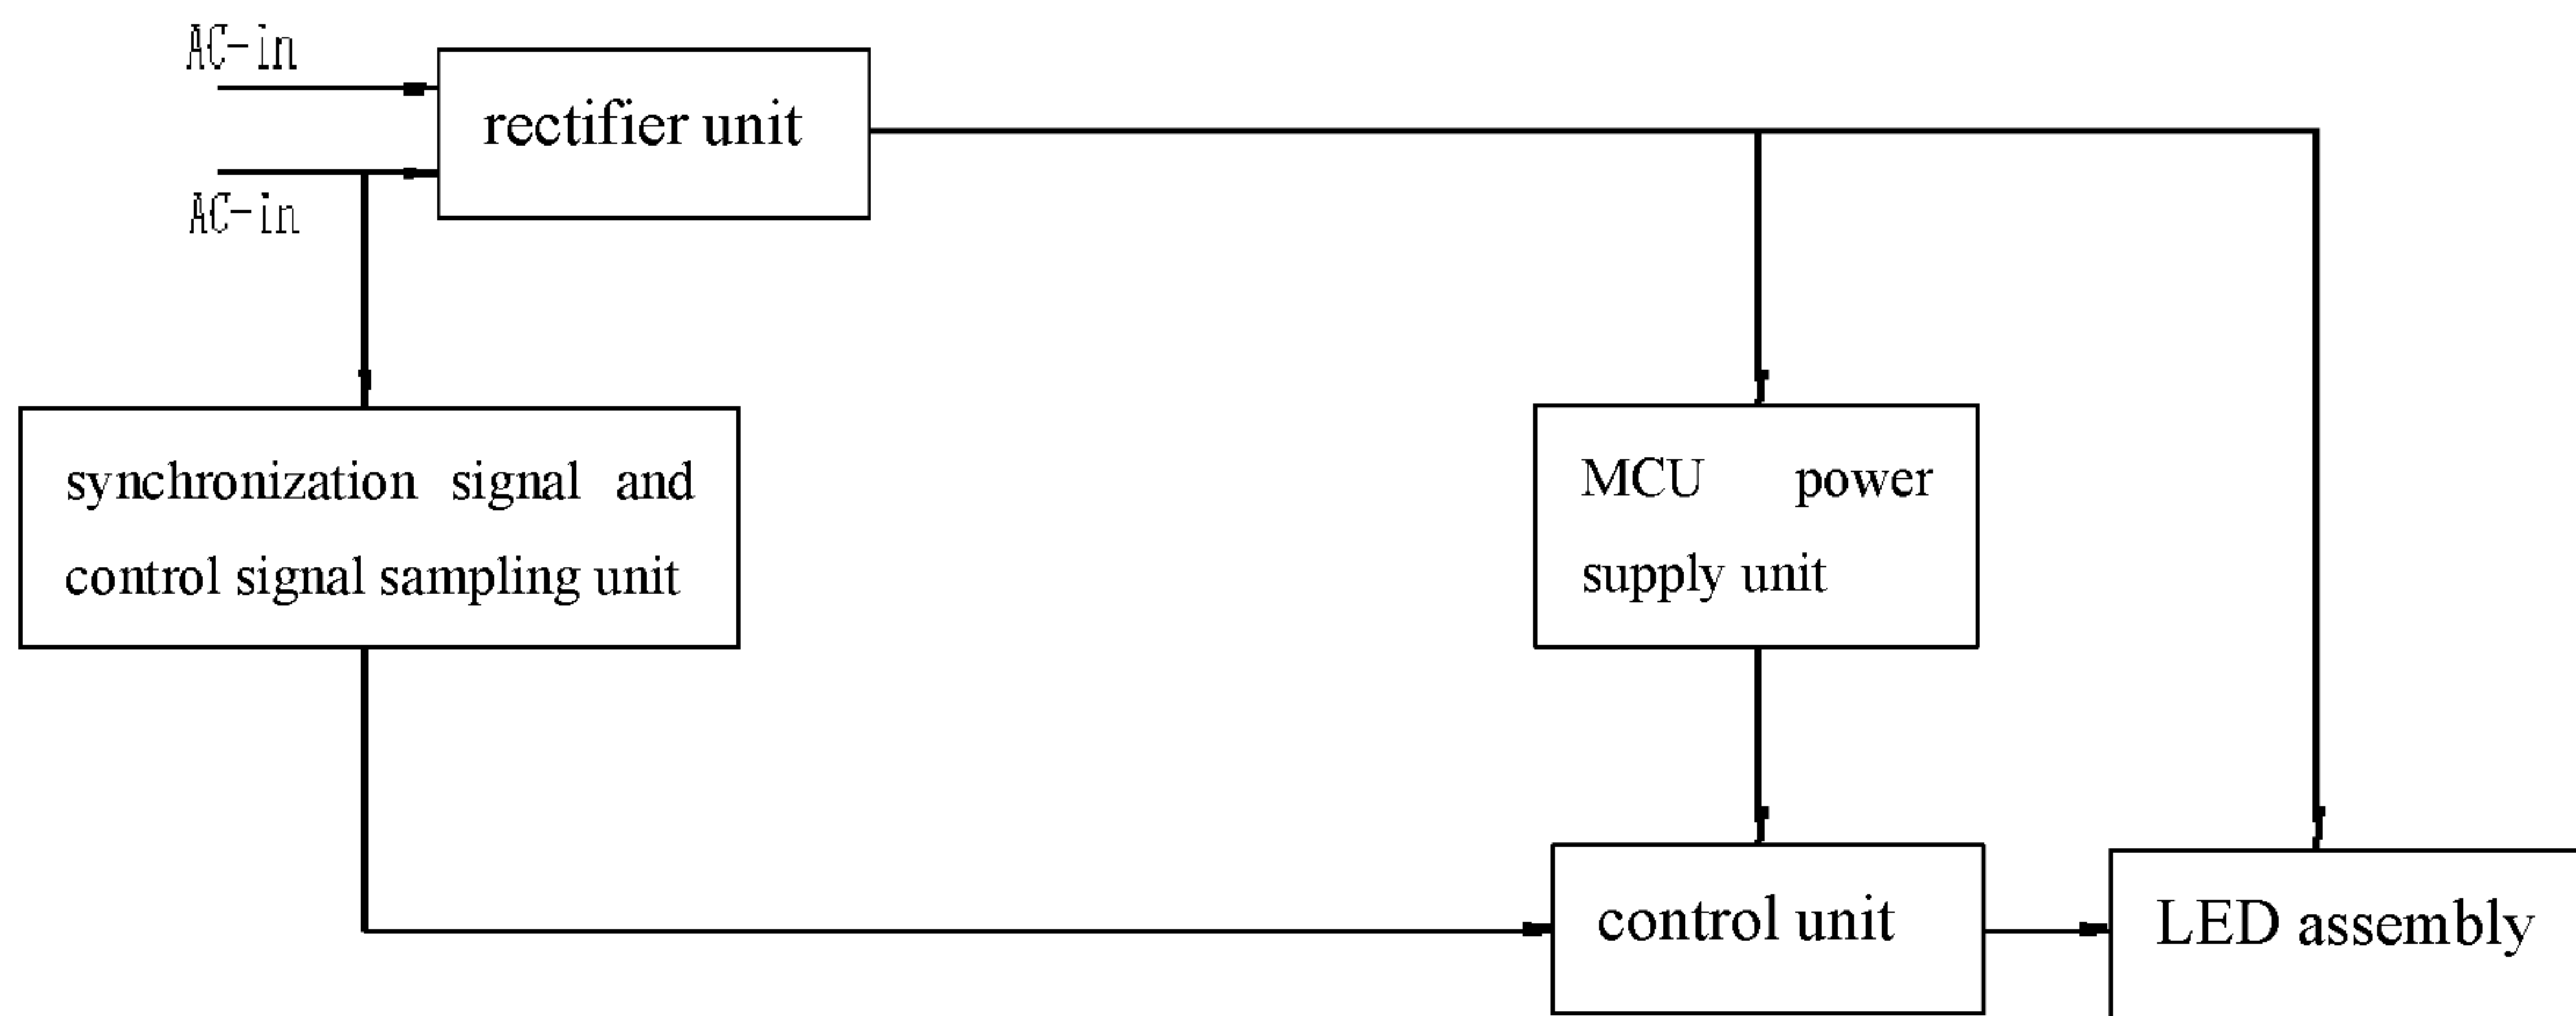 AC-in
rectifier unit
AC-in
synchronization signal and
control signal sampling unit
MCU power
supply unit
control unit
LED assembly